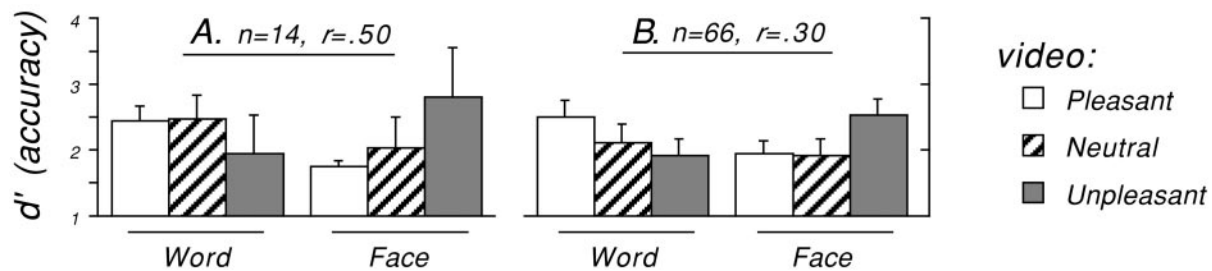 d' (accuracy)
4
3
2
1
A. n=14, r=.50
B. n=66, r=.30
Word
Face
Word
Face
video:
Pleasant
Neutral
Unpleasant